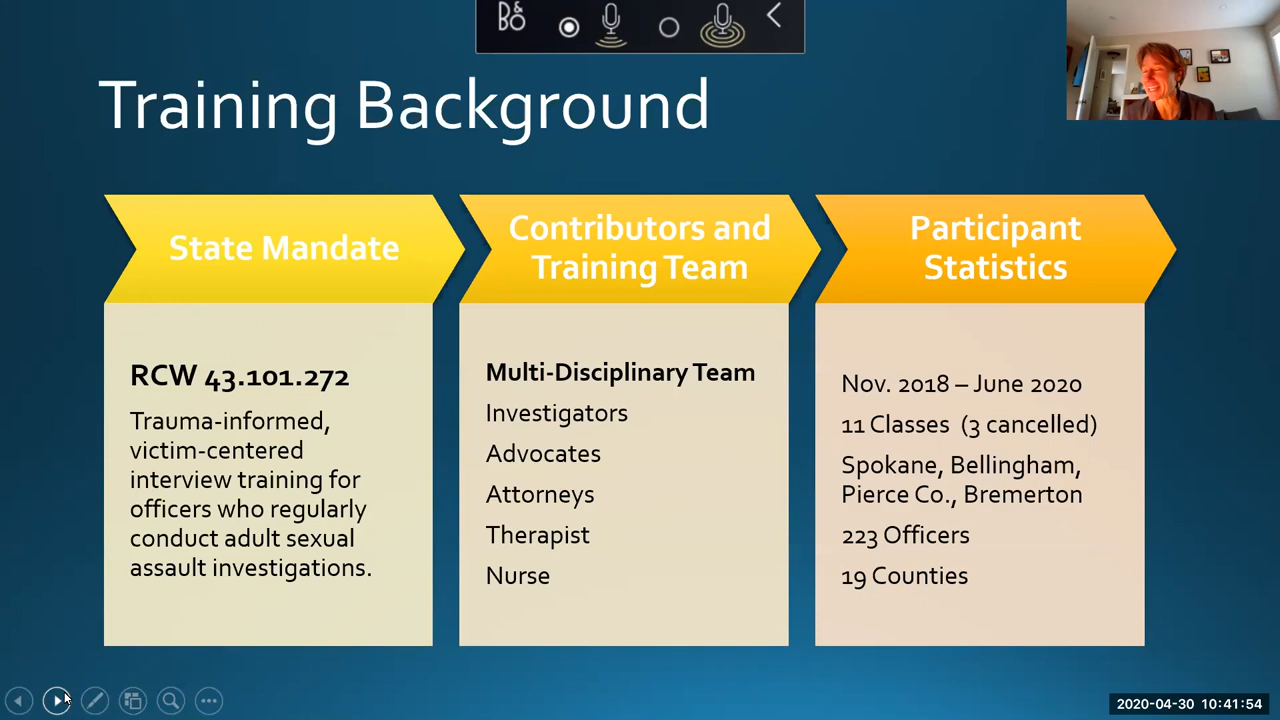 B&O
Training Background
State Mandate
Contributors and
Training Team
Participant
Statistics
RCW 43.101.272
Trauma-informed,
victim-centered
interview training for
officers who regularly
conduct adult sexual
assault investigations.
Multi-Disciplinary Team
Investigators
Advocates
Attorneys
Therapist
Nurse
Nov. 2018 – June 2020
11 Classes (3 cancelled)
Spokane, Bellingham,
Pierce Co., Bremerton
223 Officers
19 Counties
2020-04-30 10:41:54